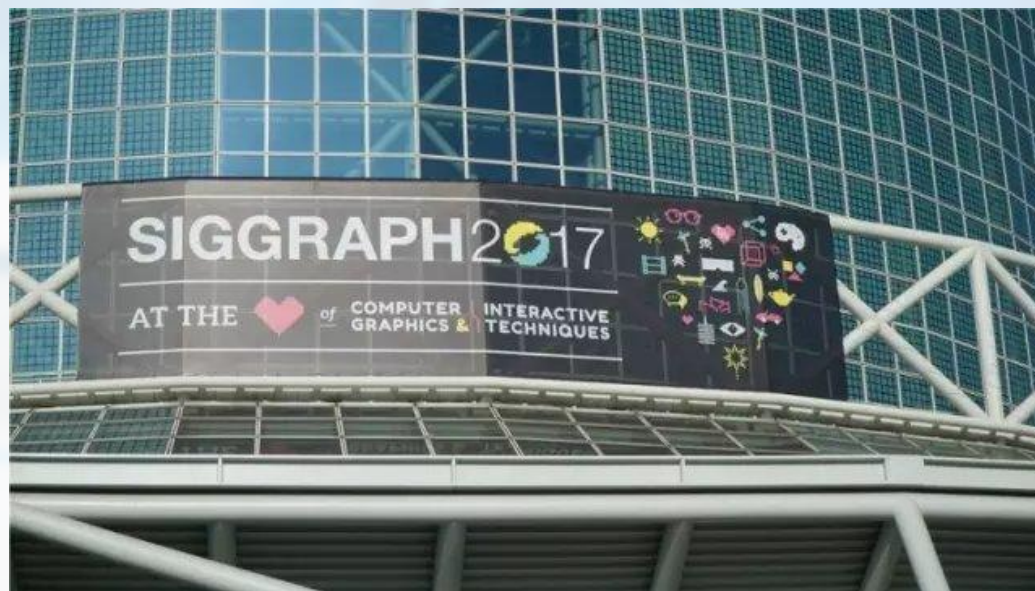 SIGGRAPH2017
AT THE of COMPUTER INTERACTIVE
GRAPHICS & TECHNIQUES